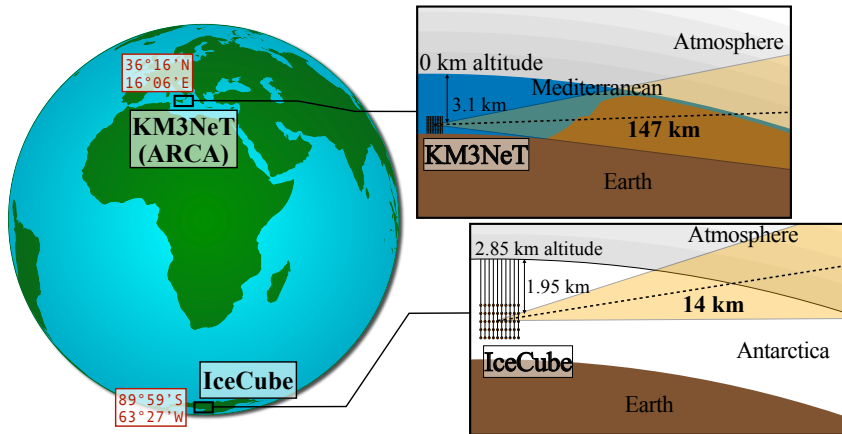 36°16'N
16°06'E
KM3NeT
(ARCA)
Atmosphere
0 km altitude
Mediterranean
3.1 km
147 km
KM3NeT
Earth
Atmosphere
2.85 km altitude
1.95 km
14 km
IceCube
Antarctica
Earth
IceCube
89°59'S
63°27'W